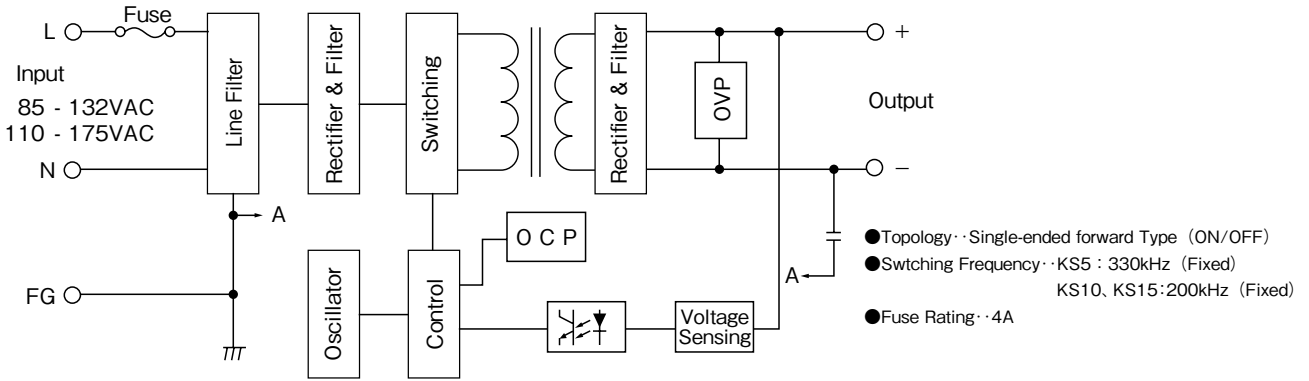 Fuse
L
Input
85 - 132VAC
110 - 175VAC
N
FG
Line Filter
A
Rectifier & Filter
Switching
Rectifier & Filter
OVP
+
Output
−
Oscillator
Control
O C P
Voltage
Sensing
A
●Topology‥Single-ended forward Type (ON/OFF)
●Swtching Frequency‥KS5 : 330kHz (Fixed)
KS10、KS15:200kHz (Fixed)
●Fuse Rating‥4A